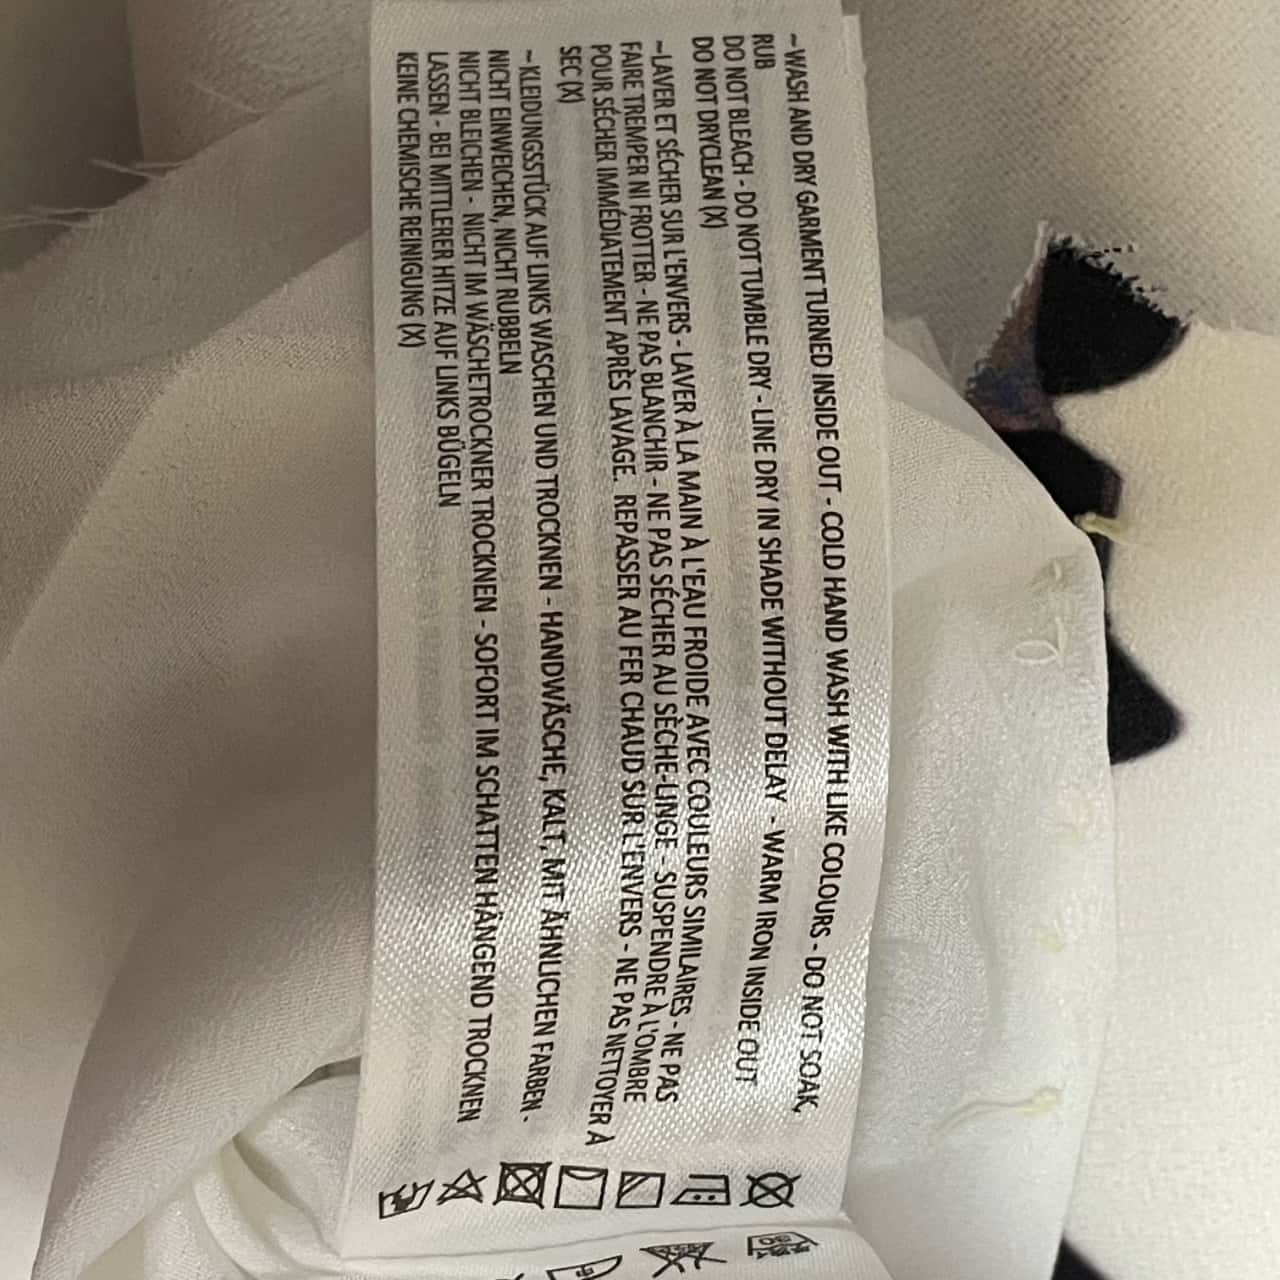 ~WASH AND DRY GARMENT TURNED INSIDE OUT - COLD HAND WASH WITH LIKE COLOURS - DO NOT SOAK,
RUB
DO NOT BLEACH - DO NOT TUMBLE DRY - LINE DRY IN SHADE WITHOUT DELAY - WARM IRON INSIDE OUT
DO NOT DRYCLEAN (X)
~LAVER ET SÉCHER SUR L'ENVERS - LAVER À LA MAIN À L'EAU FROIDE AVEC COULEURS SIMILAIRES - NE PAS
FAIRE TREMPER NI FROTTER - NE PAS BLANCHIR - NE PAS SÉCHER AU SÈCHE-LINGE - SUSPENDRE À L'OMBRE
POUR SÉCHER IMMÉDIATEMENT APRÈS LAVAGE. REPASSER AU FER CHAUD SUR L'ENVERS - NE PAS NETTOYER À
SEC (X)
~KLEIDUNGSSTÜCK AUF LINKS WASCHEN UND TROCKNEN - HANDWÄSCHE, KALT, MIT ÄHNLICHEN FARBEN -
NICHT EINWEICHEN, NICHT RUBBELN
NICHT BLEICHEN - NICHT IM WÄSCHETROCKNER TROCKNEN - SOFORT IM SCHATTEN HÄNGEND TROCKNEN
LASSEN - BEI MITTLERER HITZE AUF LINKS BÜGELN
KEINE CHEMISCHE REINIGUNG (X)